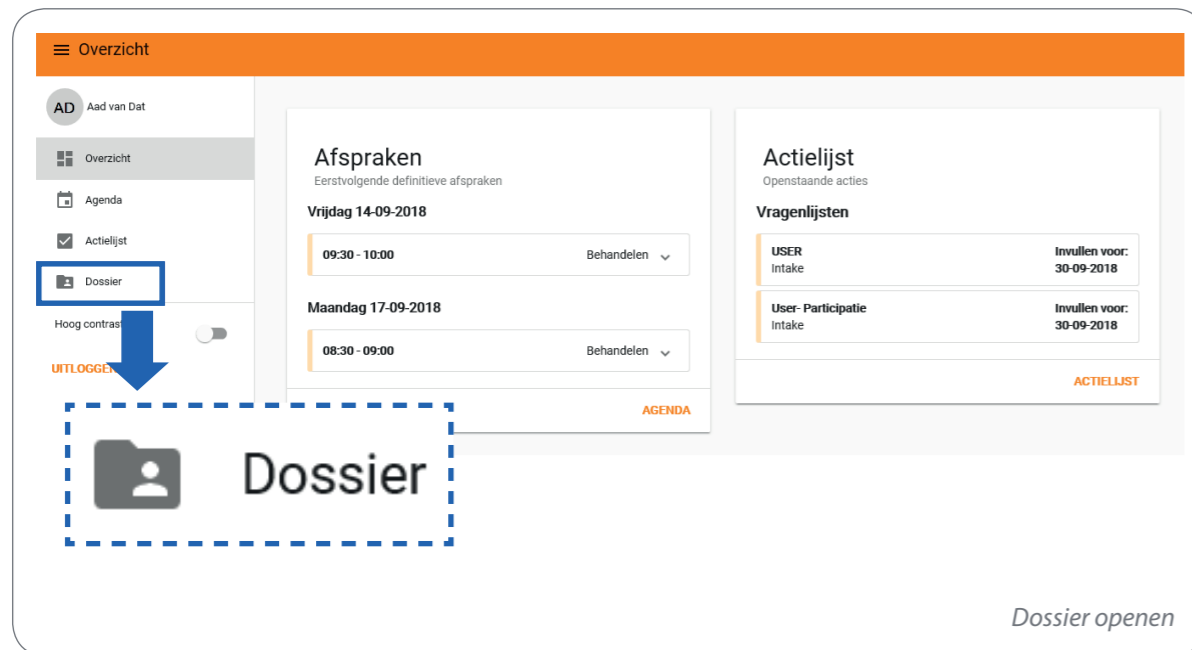 Overzicht
AD Aad van Dat
Overzicht
Agenda
Actielijst
Dossier
Hoog contrast
UITLOGGEN
Afspraken
Eerstvolgende definitieve afspraken
Vrijdag 14-09-2018
09:30 - 10:00 Behandelen
Maandag 17-09-2018
08:30 - 09:00 Behandelen
AGENDA
Actielijst
Openstaande acties
Vragenlijsten
USER Invullen voor:
Intake 30-09-2018
User- Participatie Invullen voor:
Intake 30-09-2018
ACTIELIJST
Dossier
Dossier openen